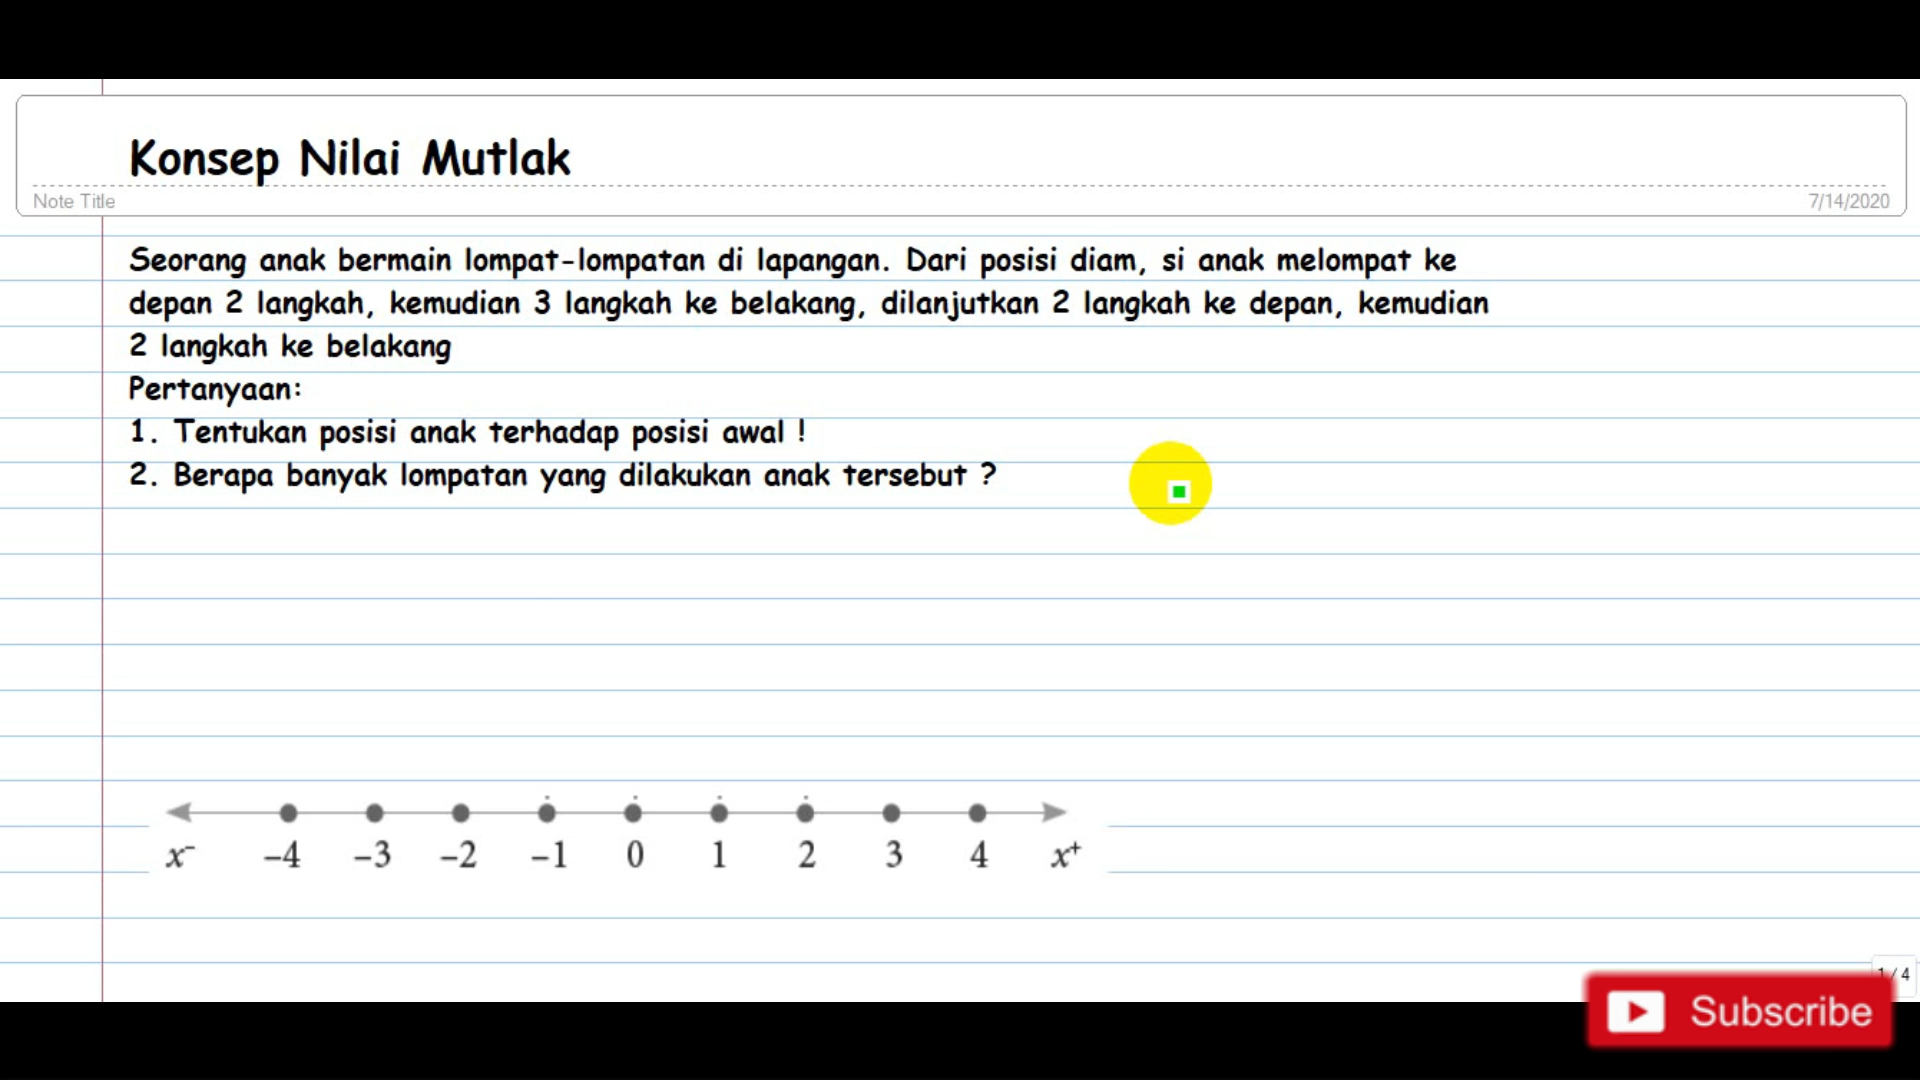 Konsep Nilai Mutlak
Note Title
7/14/2020
Seorang anak bermain lompat-lompatan di lapangan. Dari posisi diam, si anak melompat ke
depan 2 langkah, kemudian 3 langkah ke belakang, dilanjutkan 2 langkah ke depan, kemudian
2 langkah ke belakang
Pertanyaan:
1. Tentukan posisi anak terhadap posisi awal !
2. Berapa banyak lompatan yang dilakukan anak tersebut ?
x⁻ −4 −3 −2 −1 0 1 2 3 4 x⁺
1 / 4
Subscribe